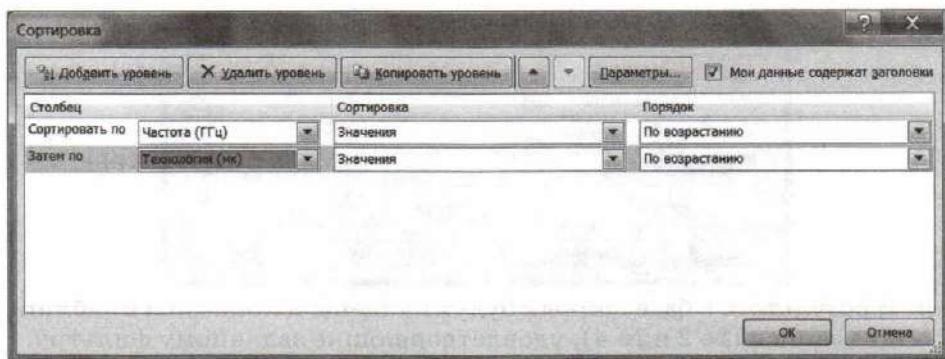 Сортировка
Добавить уровень Удалить уровень Копировать уровень Параметры... Мои данные содержат заголовки
Столбец Сортировка Порядок
Сортировать по Частота (ГГц) Значения По возрастанию
Затем по Технология (мк) Значения По возрастанию
ОК Отмена